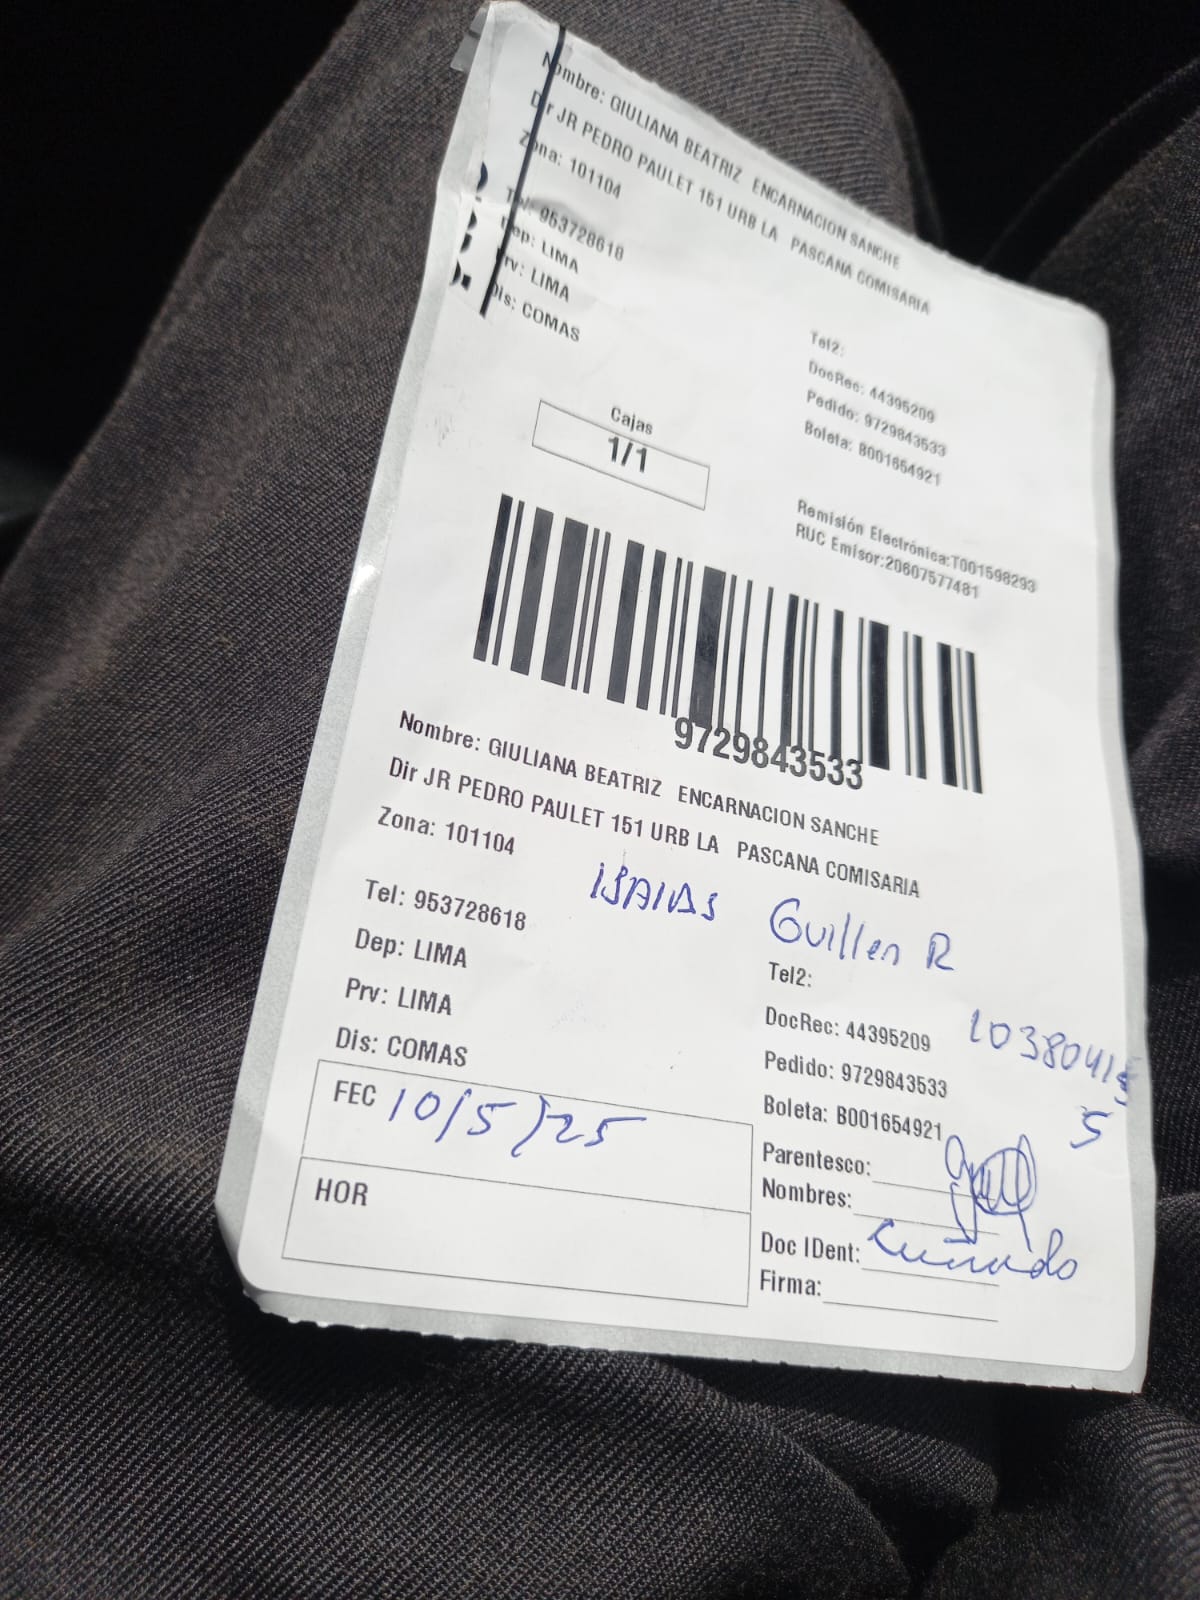 Nombre: GIULIANA BEATRIZ ENCARNACION SANCHE
Dir JR PEDRO PAULET 151 URB LA PASCANA COMISARIA
Zona: 101104
Tel: 953728618
Dep: LIMA
Prv: LIMA
Dis: COMAS
Tel2:
DocRec: 44395209
Pedido: 9729843533
Boleta: B001654921
Cajas
1/1
Remisión Electrónica:T001598293
RUC Emisor:20607577481
9729843533
Nombre: GIULIANA BEATRIZ ENCARNACION SANCHE
Dir JR PEDRO PAULET 151 URB LA PASCANA COMISARIA
Zona: 101104
ISAIAS Guillen R
Tel: 953728618
Dep: LIMA
Prv: LIMA
Dis: COMAS
Tel2:
DocRec: 44395209
Pedido: 9729843533
Boleta: B001654921
5
FEC 10/5/25
HOR
Parentesco:
Nombres:
Doc IDent: Cuñado
Firma: